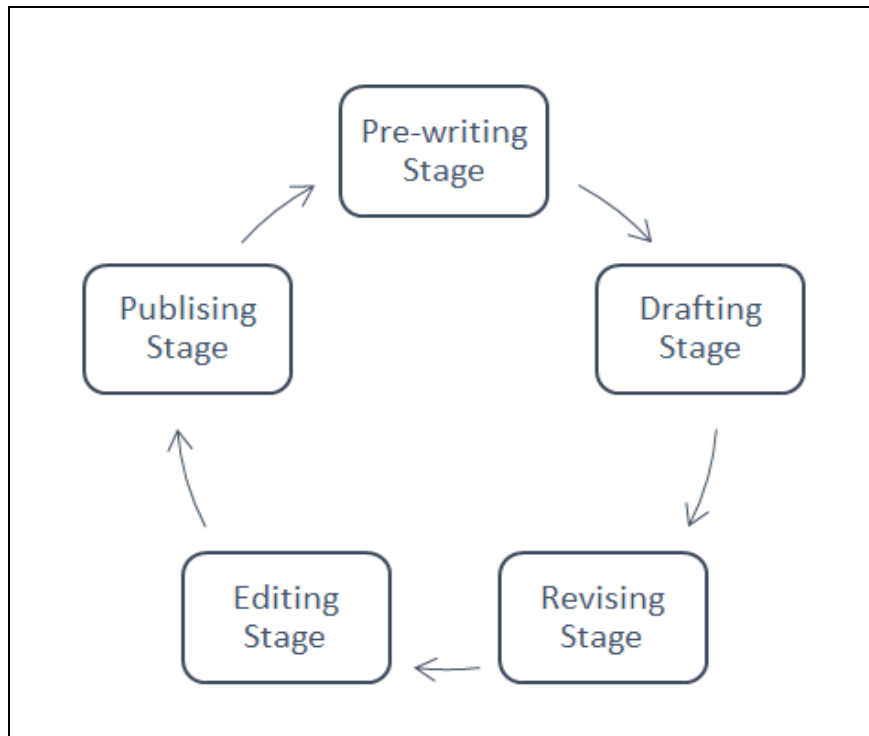 Pre-writing
Stage
Drafting
Stage
Revising
Stage
Editing
Stage
Publising
Stage